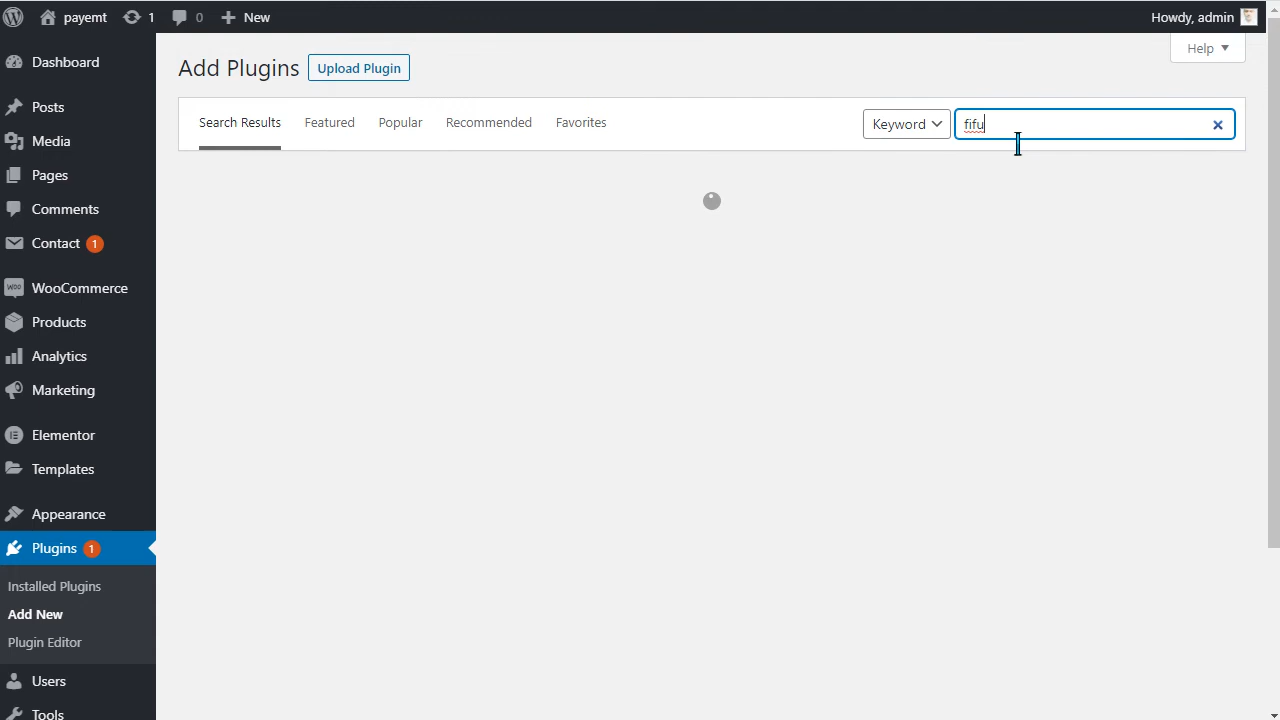 payemt
1
0
New
Howdy, admin
Dashboard
Posts
Media
Pages
Comments
Contact 1
WooCommerce
Products
Analytics
Marketing
Elementor
Templates
Appearance
Plugins 1
Installed Plugins
Add New
Plugin Editor
Users
Tools
Help
Add Plugins Upload Plugin
Search Results Featured Popular Recommended Favorites Keyword fifu